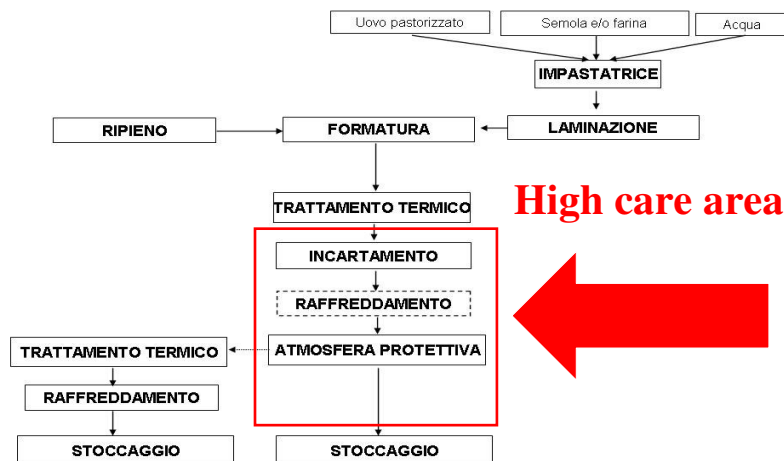 Uovo pastorizzato
Semola e/o farina
Acqua
IMPASTATRICE
RIPIENO
FORMATURA
LAMINAZIONE
TRATTAMENTO TERMICO
High care area
INCARTAMENTO
RAFFREDDAMENTO
TRATTAMENTO TERMICO
ATMOSFERA PROTETTIVA
RAFFREDDAMENTO
STOCCAGGIO
STOCCAGGIO